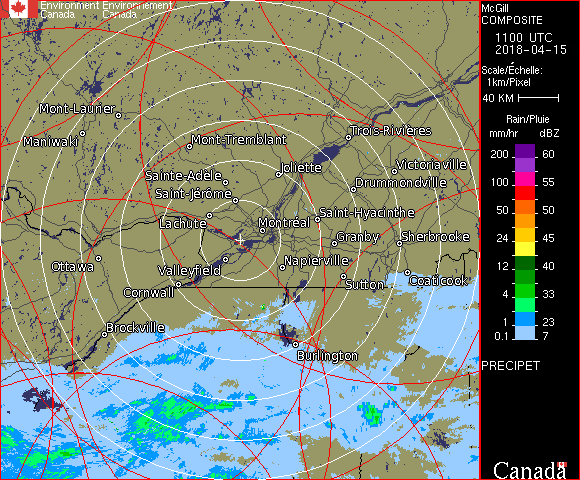 Environment Environnement
Canada Canada
McGill
COMPOSITE
1100 UTC
2018-04-15
Scale/Échelle:
1km/Pixel
40 KM
Rain/Pluie
mm/hr dBZ
200 60
155 57
100 55
50 50
24 45
12 40
4 33
1 23
0.1 7
PRECIPET
Canada
Mont-Laurier
Maniwaki
Mont-Tremblant
Trois-Rivières
Joliette
Victoriaville
Sainte-Adèle
Drummondville
Saint-Jérôme
Saint-Hyacinthe
Lachute
Montréal
Granby
Sherbrooke
Ottawa
Valleyfield
Napierville
Coaticook
Cornwall
Sutton
Brockville
Burlington